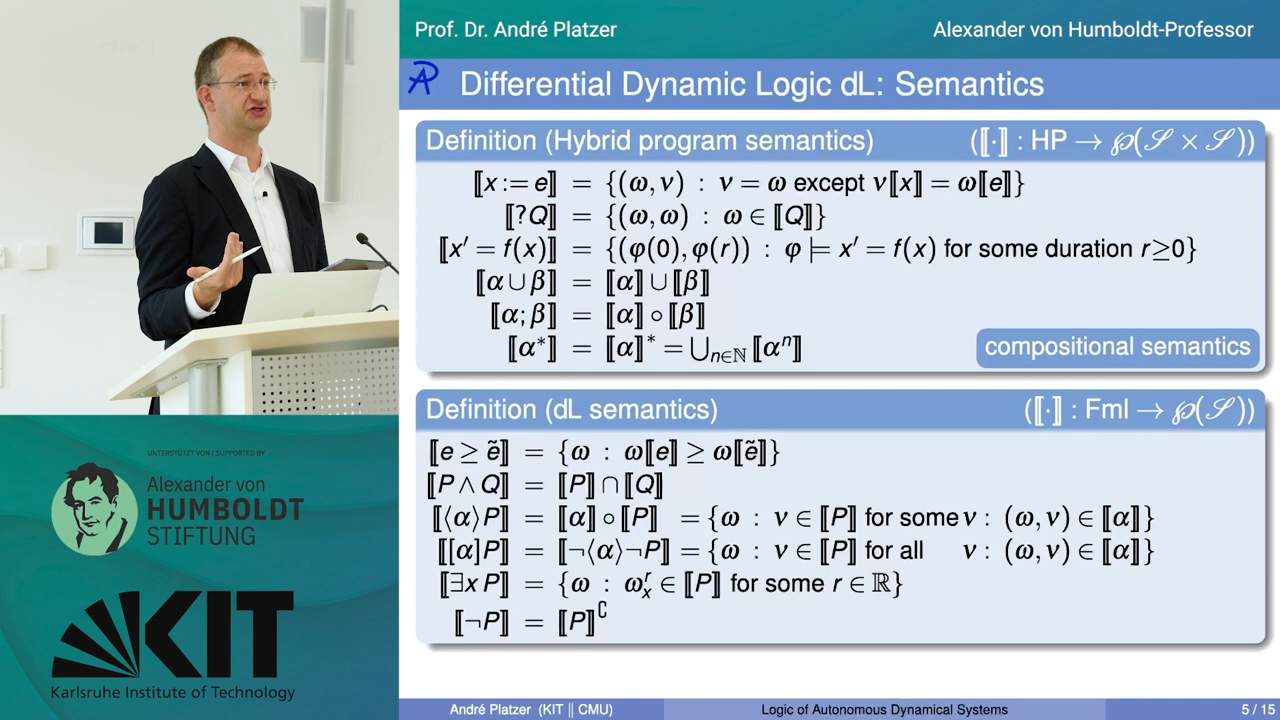 Prof. Dr. André Platzer
Alexander von Humboldt-Professor
Differential Dynamic Logic dL: Semantics
Definition (Hybrid program semantics) (⟦·⟧ : HP → ℘(𝒮 × 𝒮))
⟦x := e⟧ = {(ω, ν) : ν = ω except ν⟦x⟧ = ω⟦e⟧}
⟦?Q⟧ = {(ω, ω) : ω ∈ ⟦Q⟧}
⟦x′ = f(x)⟧ = {(φ(0), φ(r)) : φ ⊨ x′ = f(x) for some duration r≥0}
⟦α ∪ β⟧ = ⟦α⟧ ∪ ⟦β⟧
⟦α; β⟧ = ⟦α⟧ ∘ ⟦β⟧
⟦α*⟧ = ⟦α⟧* = ⋃n∈ℕ ⟦αⁿ⟧
compositional semantics
Definition (dL semantics) (⟦·⟧ : Fml → ℘(𝒮))
⟦e ≥ ẽ⟧ = {ω : ω⟦e⟧ ≥ ω⟦ẽ⟧}
⟦P ∧ Q⟧ = ⟦P⟧ ∩ ⟦Q⟧
⟦⟨α⟩P⟧ = ⟦α⟧ ∘ ⟦P⟧ = {ω : ν ∈ ⟦P⟧ for some ν : (ω, ν) ∈ ⟦α⟧}
⟦[α]P⟧ = ⟦¬⟨α⟩¬P⟧ = {ω : ν ∈ ⟦P⟧ for all ν : (ω, ν) ∈ ⟦α⟧}
⟦∃x P⟧ = {ω : ωₓʳ ∈ ⟦P⟧ for some r ∈ ℝ}
⟦¬P⟧ = ⟦P⟧∁
André Platzer (KIT || CMU)
Logic of Autonomous Dynamical Systems
5 / 15
UNTERSTÜTZT VON / SUPPORTED BY
Alexander von
HUMBOLDT
STIFTUNG
KIT
Karlsruhe Institute of Technology